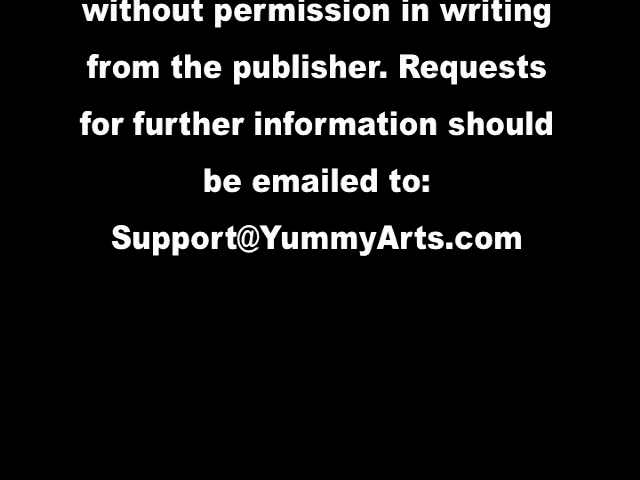 without permission in writing
from the publisher. Requests
for further information should
be emailed to:
Support@YummyArts.com